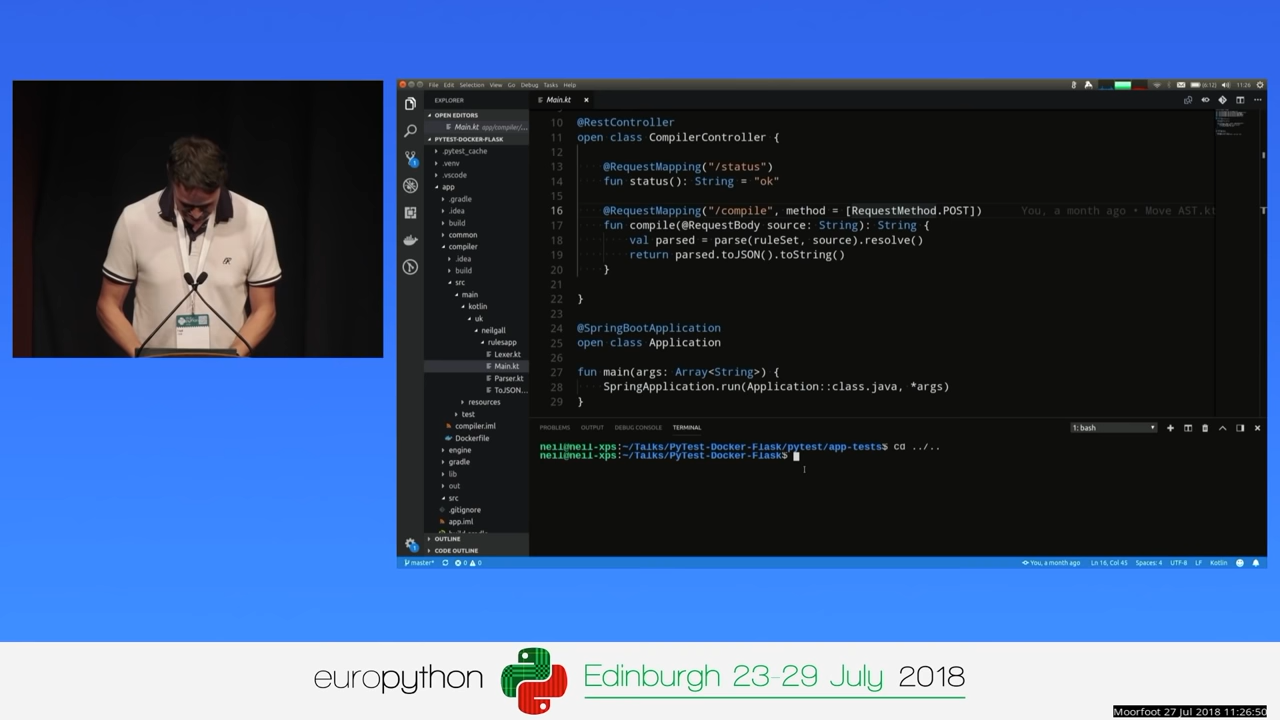 File Edit Selection View Go Debug Tasks Help
(6:12) 11:26
EXPLORER
OPEN EDITORS
Main.kt app/compiler/...
PYTEST-DOCKER-FLASK
.pytest_cache
.venv
.vscode
app
.gradle
.idea
build
common
compiler
.idea
build
src
main
kotlin
uk
neilgall
rulesapp
Lexer.kt
Main.kt
Parser.kt
ToJSON...
resources
test
compiler.iml
Dockerfile
engine
gradle
lib
out
src
.gitignore
app.iml
OUTLINE
CODE OUTLINE
Main.kt
10 @RestController
11 open class CompilerController {
12
13 @RequestMapping("/status")
14 fun status(): String = "ok"
15
16 @RequestMapping("/compile", method = [RequestMethod.POST]) You, a month ago • Move AST.kt
17 fun compile(@RequestBody source: String): String {
18 val parsed = parse(ruleSet, source).resolve()
19 return parsed.toJSON().toString()
20 }
21
22 }
23
24 @SpringBootApplication
25 open class Application
26
27 fun main(args: Array<String>) {
28 SpringApplication.run(Application::class.java, *args)
29 }
PROBLEMS OUTPUT DEBUG CONSOLE TERMINAL 1: bash
neil@neil-xps:~/Talks/PyTest-Docker-Flask/pytest/app-tests$ cd ../..
neil@neil-xps:~/Talks/PyTest-Docker-Flask$
master* 0 0 You, a month ago Ln 16, Col 45 Spaces: 4 UTF-8 LF Kotlin
europython Edinburgh 23-29 July 2018
Moorfoot 27 Jul 2018 11:26:50